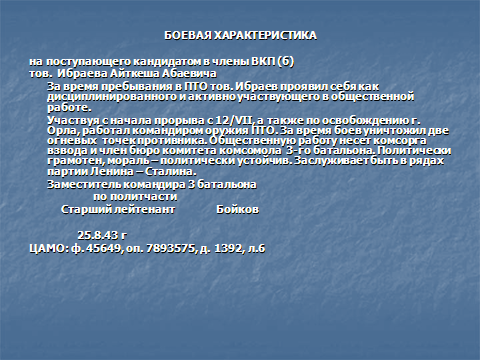 БОЕВАЯ ХАРАКТЕРИСТИКА
на поступающего кандидатом в члены ВКП (б)
тов. Ибраева Айткеша Абаевича
За время пребывания в ПТО тов. Ибраев проявил себя как
дисциплинированного и активно участвующего в общественной
работе.
Участвуя с начала прорыва с 12/VII, а также по освобождению г.
Орла, работал командиром оружия ПТО. За время боев уничтожил две
огневых точек противника. Общественную работу несет комсорга
взвода и член бюро комитета комсомола 3-го батальона. Политически
грамотен, мораль – политически устойчив. Заслуживает быть в рядах
партии Ленина – Сталина.
Заместитель командира 3 батальона
по политчасти
Старший лейтенант Бойков
25.8.43 г
ЦАМО: ф. 45649, оп. 7893575, д. 1392, л.6